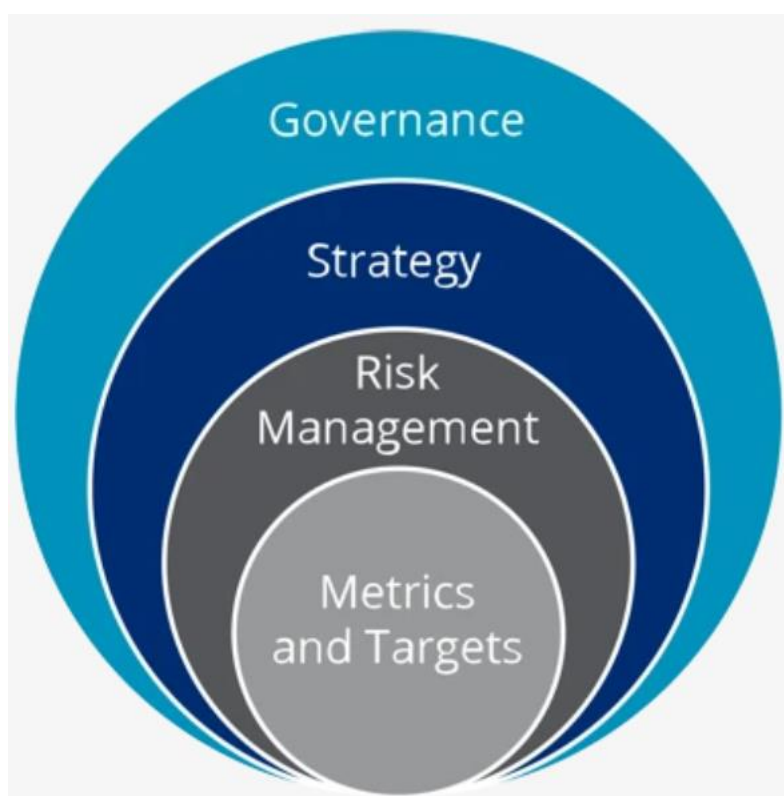 Governance
Strategy
Risk
Management
Metrics
and Targets